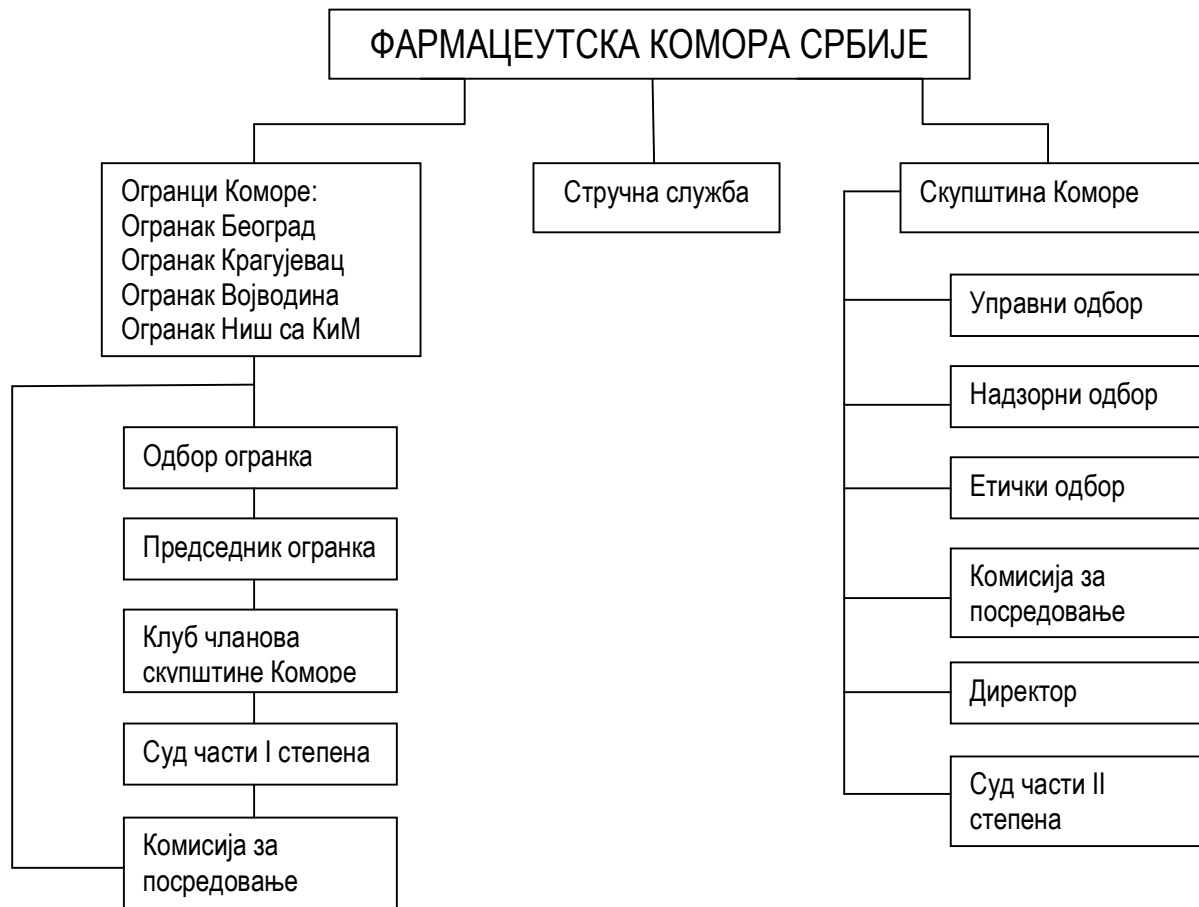 ФАРМАЦЕУТСКА КОМОРА СРБИЈЕ
Огранци Коморе:
Огранак Београд
Огранак Крагујевац
Огранак Војводина
Огранак Ниш са КиМ
Одбор огранка
Председник огранка
Клуб чланова
скупштине Коморе
Суд части I степена
Комисија за
посредовање
Стручна служба
Скупштина Коморе
Управни одбор
Надзорни одбор
Етички одбор
Комисија за
посредовање
Директор
Суд части II
степена